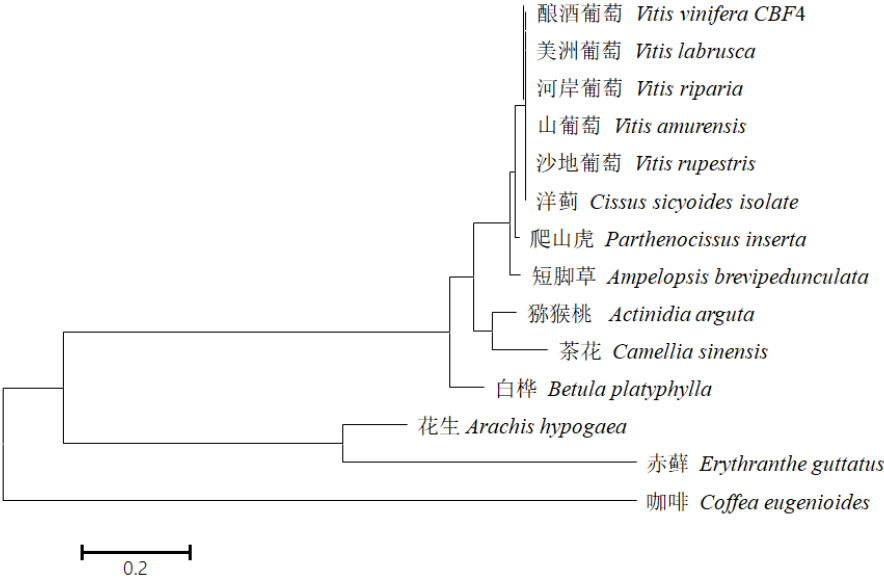 酿酒葡萄 Vitis vinifera CBF4
美洲葡萄 Vitis labrusca
河岸葡萄 Vitis riparia
山葡萄 Vitis amurensis
沙地葡萄 Vitis rupestris
洋蓟 Cissus sicyoides isolate
爬山虎 Parthenocissus inserta
短脚草 Ampelopsis brevipedunculata
猕猴桃 Actinidia arguta
茶花 Camellia sinensis
白桦 Betula platyphylla
花生 Arachis hypogaea
赤藓 Erythranthe guttatus
咖啡 Coffea eugenioides
0.2